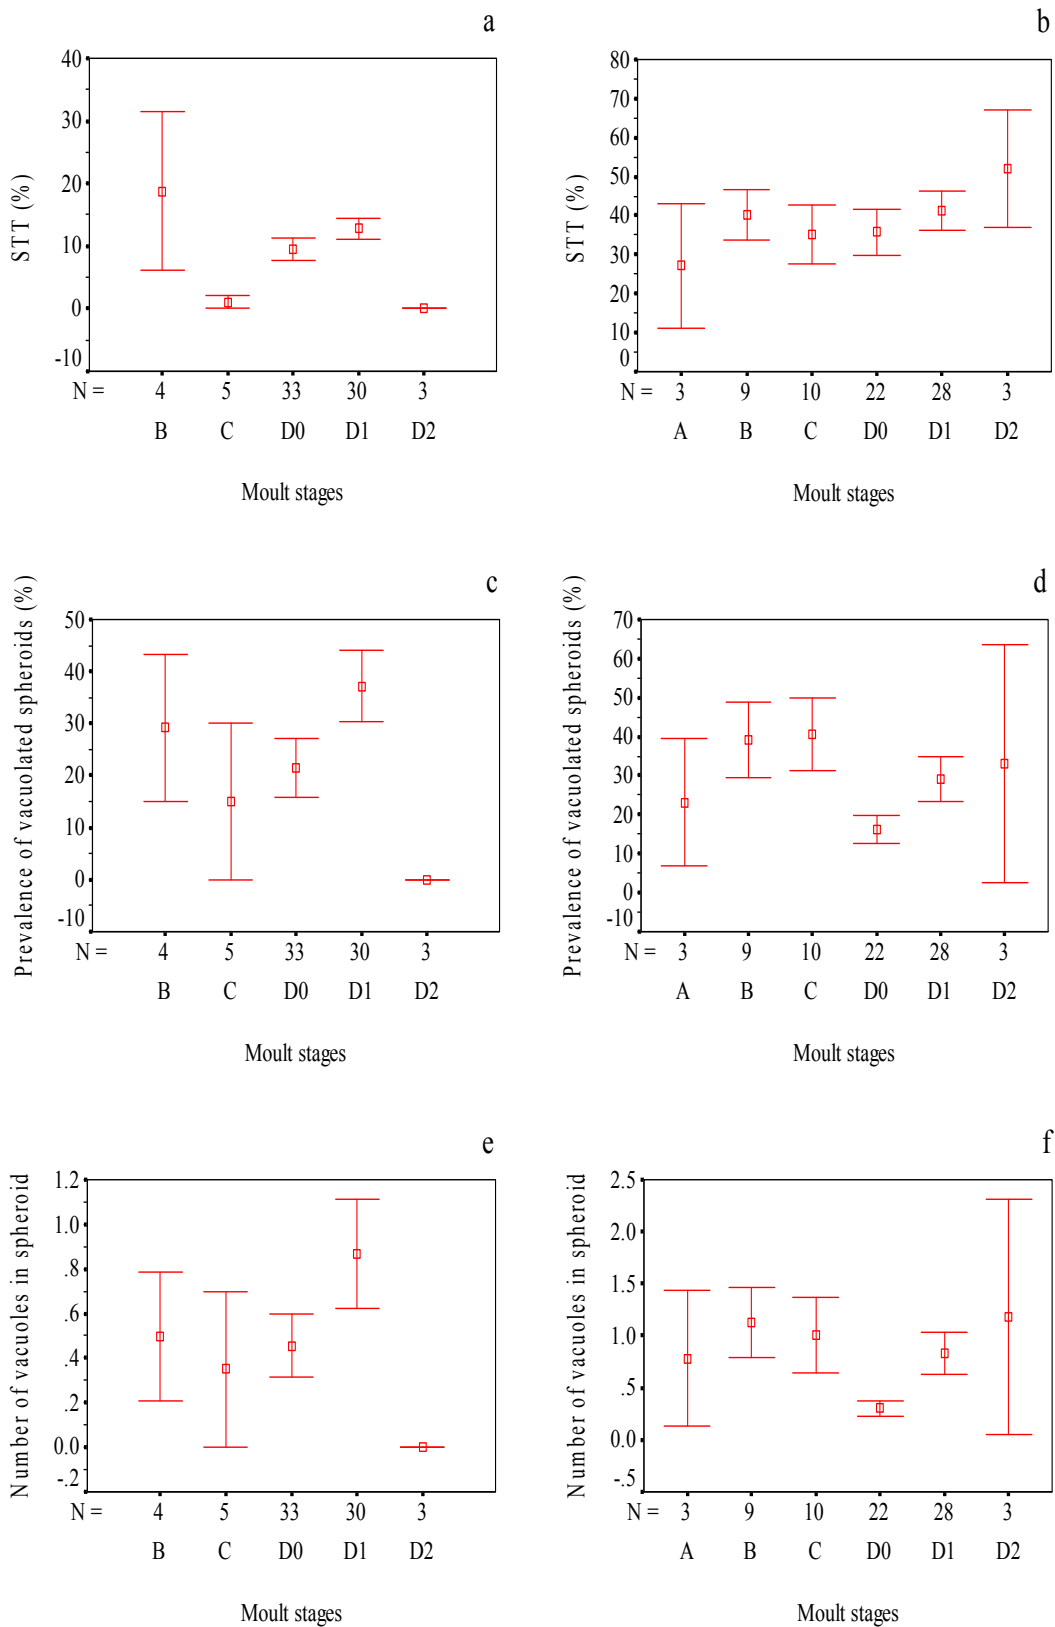 a
40
30
20
10
0
-10
STT (%)
N = 4 5 33 30 3
B C D0 D1 D2
Moult stages
b
80
70
60
50
40
30
20
10
0
STT (%)
N = 3 9 10 22 28 3
A B C D0 D1 D2
Moult stages
c
50
40
30
20
10
0
-10
Prevalence of vacuolated spheroids (%)
N = 4 5 33 30 3
B C D0 D1 D2
Moult stages
d
70
60
50
40
30
20
10
0
-10
Prevalence of vacuolated spheroids (%)
N = 3 9 10 22 28 3
A B C D0 D1 D2
Moult stages
e
1.2
1.0
.8
.6
.4
.2
0.0
-.2
Number of vacuoles in spheroid
N = 4 5 33 30 3
B C D0 D1 D2
Moult stages
f
2.5
2.0
1.5
1.0
.5
0.0
-.5
Number of vacuoles in spheroid
N = 3 9 10 22 28 3
A B C D0 D1 D2
Moult stages